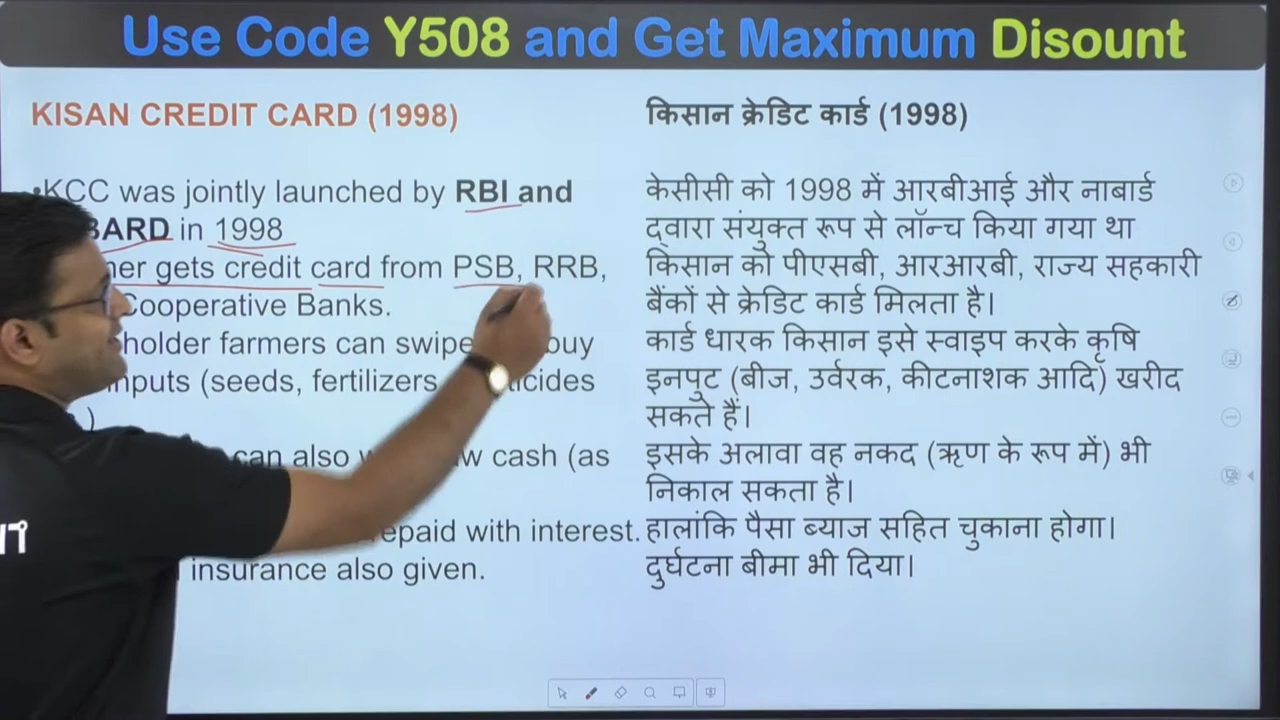 Use Code Y508 and Get Maximum Disount
KISAN CREDIT CARD (1998)
•KCC was jointly launched by RBI and
BARD in 1998
her gets credit card from PSB, RRB,
Cooperative Banks.
holder farmers can swipe buy
inputs (seeds, fertilizers
)
can also cash (as
epaid with interest.
insurance also given.
किसान क्रेडिट कार्ड (1998)
केसीसी को 1998 में आरबीआई और नाबार्ड
द्वारा संयुक्त रूप से लॉन्च किया गया था
किसान को पीएसबी, आरआरबी, राज्य सहकारी
बैंकों से क्रेडिट कार्ड मिलता है।
कार्ड धारक किसान इसे स्वाइप करके कृषि
इनपुट (बीज, उर्वरक, कीटनाशक आदि) खरीद
सकते हैं।
इसके अलावा वह नकद (ऋण के रूप में) भी
निकाल सकता है।
हालांकि पैसा ब्याज सहित चुकाना होगा।
दुर्घटना बीमा भी दिया।